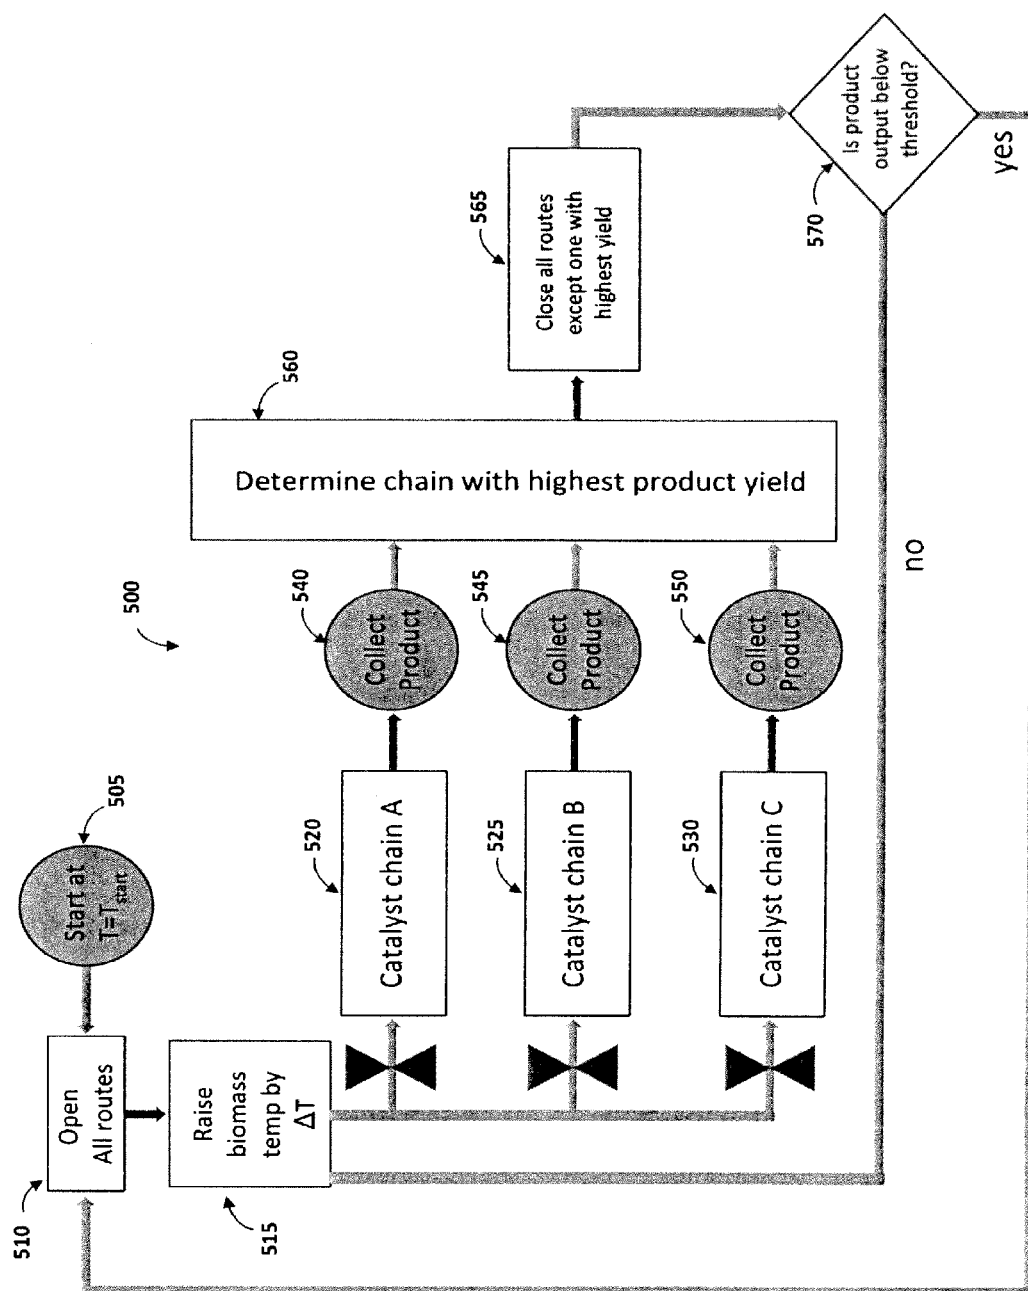 500
505
Start at
T=Tstart
510
Open
All routes
515
Raise
biomass
temp by
ΔT
520
Catalyst chain A
525
Catalyst chain B
530
Catalyst chain C
540
Collect
Product
545
Collect
Product
550
Collect
Product
560
Determine chain with highest product yield
565
Close all routes
except one with
highest yield
570
Is product
output below
threshold?
no
yes